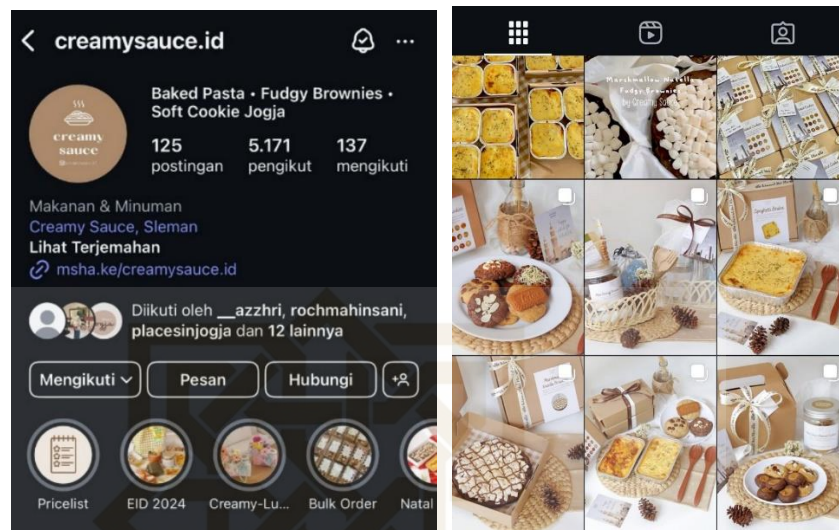 creamysauce.id
Baked Pasta • Fudgy Brownies •
Soft Cookie Jogja
creamy
sauce
125 5.171 137
postingan pengikut mengikuti
Makanan & Minuman
Creamy Sauce, Sleman
Lihat Terjemahan
msha.ke/creamysauce.id
Diikuti oleh __azzhri, rochmahinsani,
placesinjogja dan 12 lainnya
Mengikuti Pesan Hubungi
Pricelist EID 2024 Creamy-Lu... Bulk Order Natal
Marshmallow Nutella
Fudgy Brownies
by Creamy Sauce